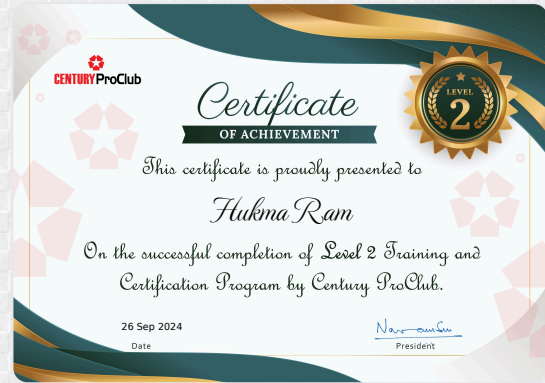 CENTURY ProClub
LEVEL
2
Certificate
OF ACHIEVEMENT
This certificate is proudly presented to
Hukma Ram
On the successful completion of Level 2 Training and
Certification Program by Century ProClub.
26 Sep 2024
Date
President